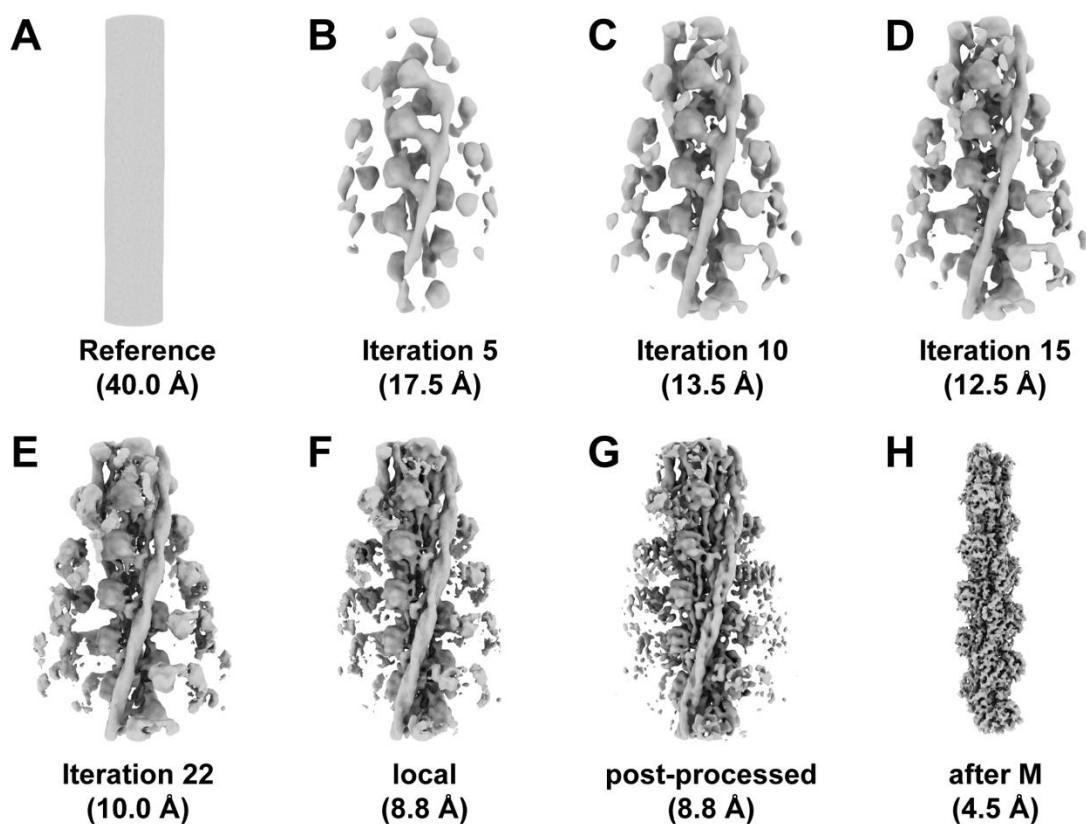 A
B
C
D
Reference
(40.0 Å)
Iteration 5
(17.5 Å)
Iteration 10
(13.5 Å)
Iteration 15
(12.5 Å)
E
F
G
H
Iteration 22
(10.0 Å)
local
(8.8 Å)
post-processed
(8.8 Å)
after M
(4.5 Å)